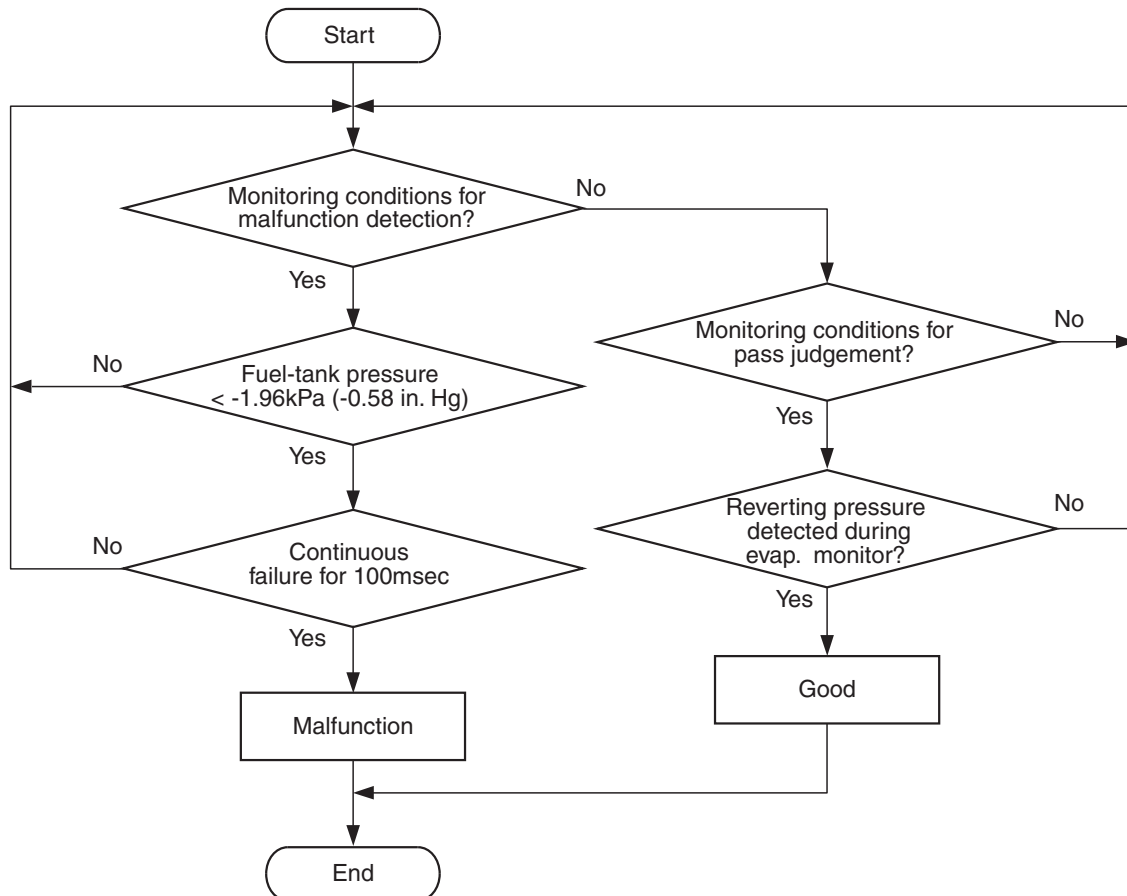 Start
Monitoring conditions for
malfunction detection?
No
Yes
Monitoring conditions for
pass judgement?
No
Yes
Fuel-tank pressure
< -1.96kPa (-0.58 in. Hg)
No
Yes
Reverting pressure
detected during
evap. monitor?
No
Yes
Continuous
failure for 100msec
No
Yes
Good
Malfunction
End